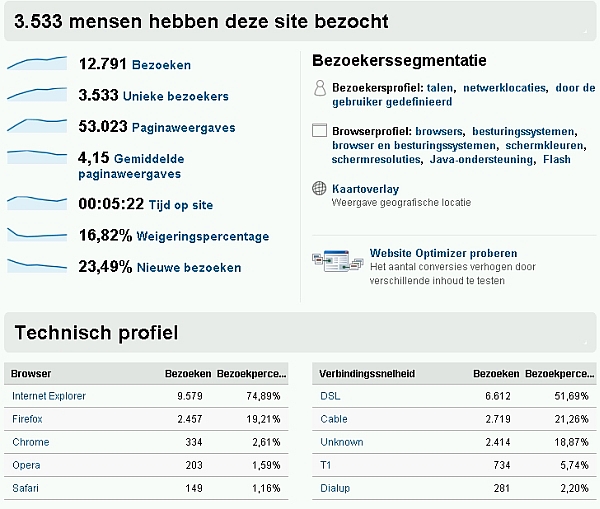 3.533 mensen hebben deze site bezocht
12.791 Bezoeken
3.533 Unieke bezoekers
53.023 Paginaweergaves
4,15 Gemiddelde
paginaweergaves
00:05:22 Tijd op site
16,82% Weigeringspercentage
23,49% Nieuwe bezoeken
Bezoekerssegmentatie
Bezoekersprofiel: talen, netwerklocaties, door de
gebruiker gedefinieerd
Browserprofiel: browsers, besturingssystemen,
browser en besturingssystemen, schermkleuren,
schermresoluties, Java-ondersteuning, Flash
Kaartoverlay
Weergave geografische locatie
Website Optimizer proberen
Het aantal conversies verhogen door
verschillende inhoud te testen
Technisch profiel
Browser Bezoeken Bezoekperce...
Internet Explorer 9.579 74,89%
Firefox 2.457 19,21%
Chrome 334 2,61%
Opera 203 1,59%
Safari 149 1,16%
Verbindingssnelheid Bezoeken Bezoekperce...
DSL 6.612 51,69%
Cable 2.719 21,26%
Unknown 2.414 18,87%
T1 734 5,74%
Dialup 281 2,20%